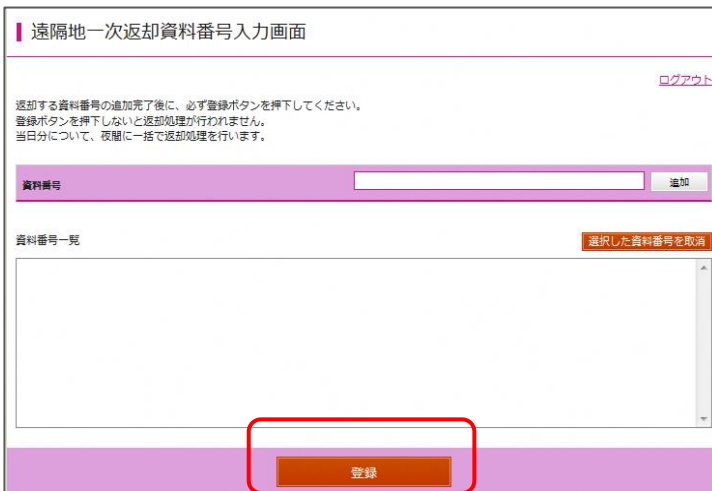 遠隔地一次返却資料番号入力画面
ログアウト
返却する資料番号の追加完了後に、必ず登録ボタンを押下してください。
登録ボタンを押下しないと返却処理が行われません。
当日分について、夜間に一括で返却処理を行います。
資料番号
追加
資料番号一覧
選択した資料番号を取消
登録